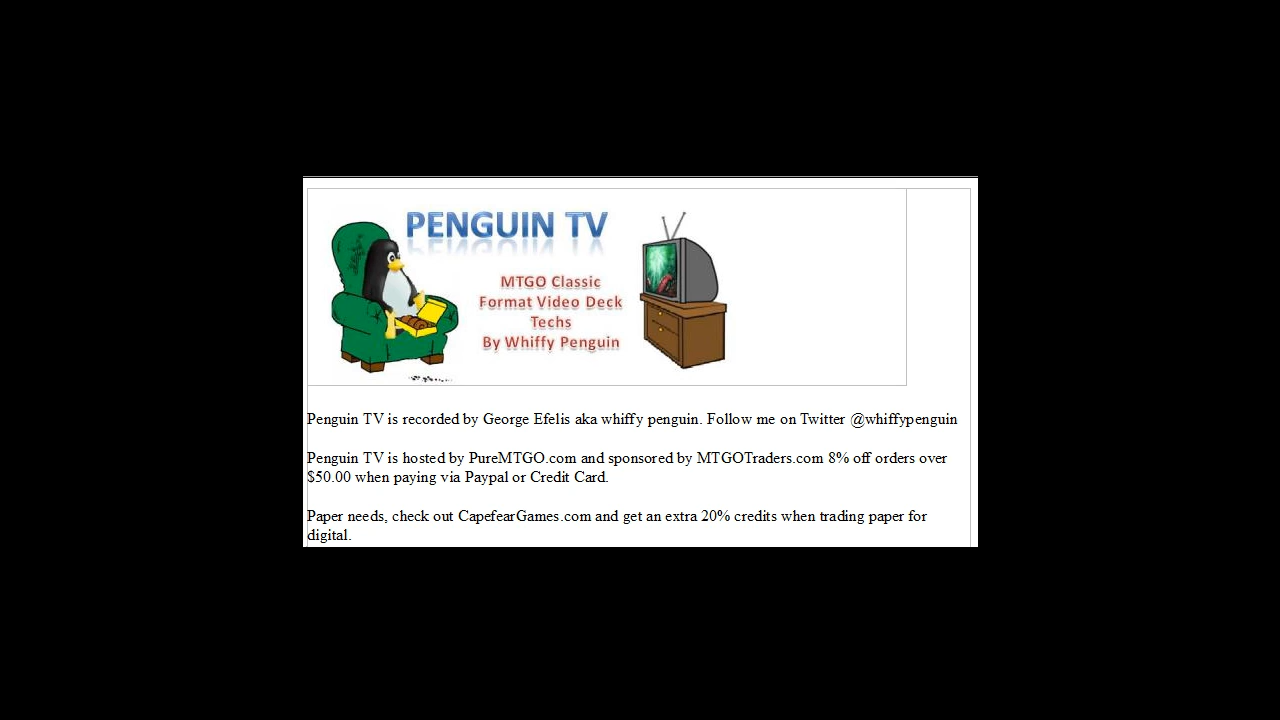 PENGUIN TV
MTGO Classic
Format Video Deck
Techs
By Whiffy Penguin
Penguin TV is recorded by George Efelis aka whiffy penguin. Follow me on Twitter @whiffypenguin
Penguin TV is hosted by PureMTGO.com and sponsored by MTGOTraders.com 8% off orders over
$50.00 when paying via Paypal or Credit Card.
Paper needs, check out CapefearGames.com and get an extra 20% credits when trading paper for
digital.